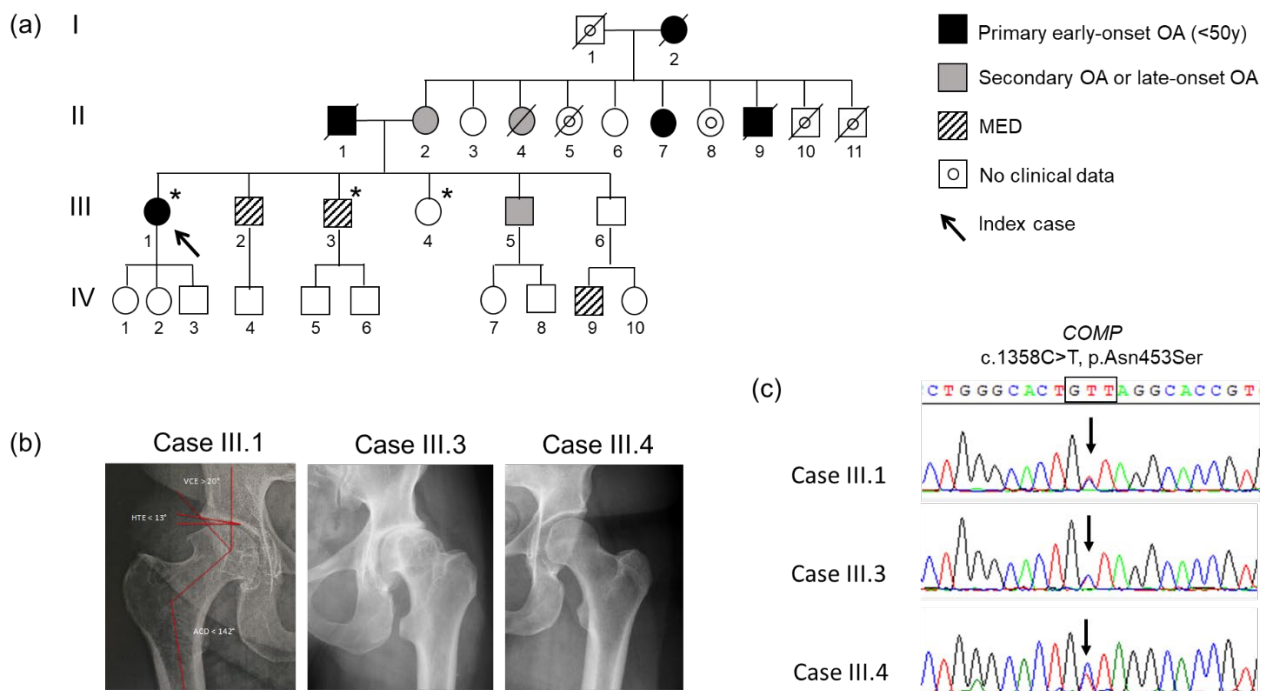 (a)
I
1 2
Primary early-onset OA (<50y)
Secondary OA or late-onset OA
MED
No clinical data
Index case
II
1 2 3 4 5 6 7 8 9 10 11
III
* * *
1 2 3 4 5 6
IV
1 2 3 4 5 6 7 8 9 10
(b)
Case III.1 Case III.3 Case III.4
VCE > 20°
HTE < 13°
ACD < 142°
(c)
COMP
c.1358C>T, p.Asn453Ser
C T G G G C A C T G T T A G G C A C C G T
Case III.1
Case III.3
Case III.4